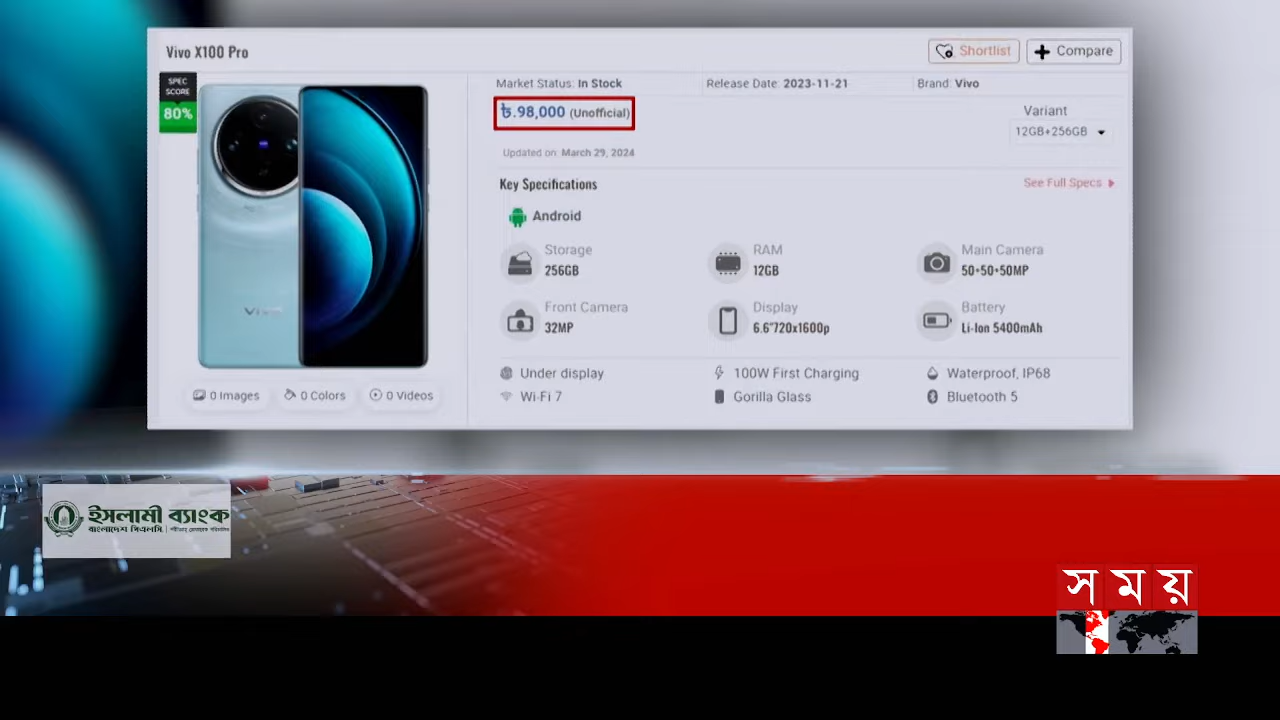 Vivo X100 Pro
Shortlist
Compare
SPEC
SCORE
80%
Market Status: In Stock
Release Date: 2023-11-21
Brand: Vivo
৳.98,000 (Unofficial)
Variant
12GB+256GB
Updated on: March 29, 2024
Key Specifications
See Full Specs
Android
Storage
256GB
RAM
12GB
Main Camera
50+50+50MP
Front Camera
32MP
Display
6.6"720x1600p
Battery
Li-Ion 5400mAh
vivo
0 Images
0 Colors
0 Videos
Under display
100W First Charging
Waterproof, IP68
Wi-Fi 7
Gorilla Glass
Bluetooth 5
ইসলামী ব্যাংক
বাংলাদেশ পিএলসি.
সময়